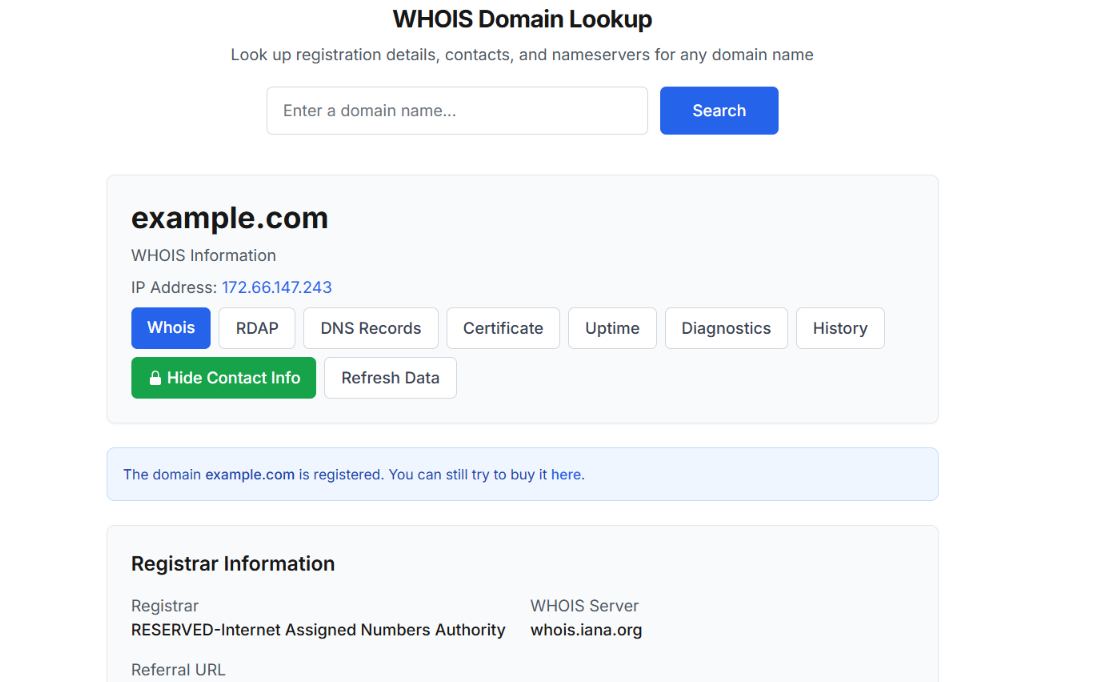 WHOIS Domain Lookup
Look up registration details, contacts, and nameservers for any domain name
Enter a domain name...
Search
example.com
WHOIS Information
IP Address: 172.66.147.243
Whois
RDAP
DNS Records
Certificate
Uptime
Diagnostics
History
Hide Contact Info
Refresh Data
The domain example.com is registered. You can still try to buy it here.
Registrar Information
Registrar
WHOIS Server
RESERVED-Internet Assigned Numbers Authority
whois.iana.org
Referral URL